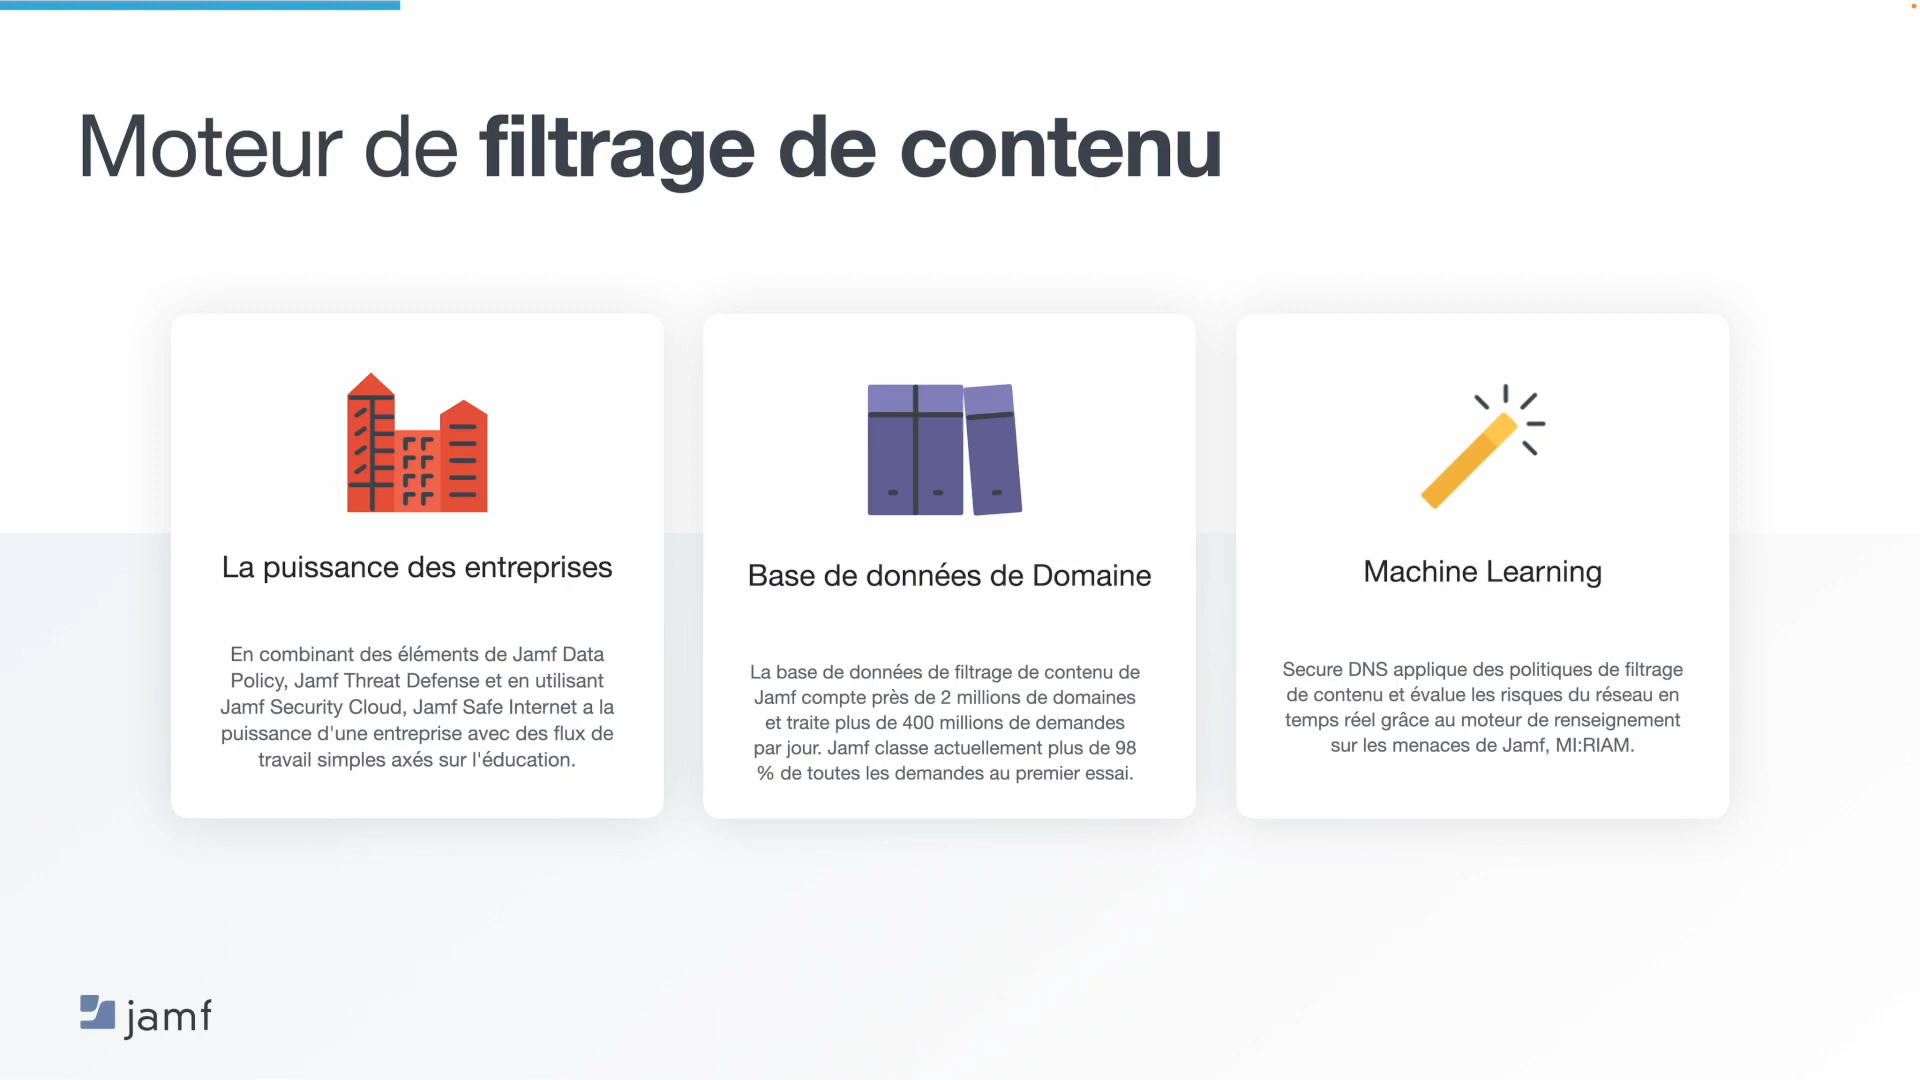 Moteur de filtrage de contenu
La puissance des entreprises
En combinant des éléments de Jamf Data
Policy, Jamf Threat Defense et en utilisant
Jamf Security Cloud, Jamf Safe Internet a la
puissance d'une entreprise avec des flux de
travail simples axés sur l'éducation.
Base de données de Domaine
La base de données de filtrage de contenu de
Jamf compte près de 2 millions de domaines
et traite plus de 400 millions de demandes
par jour. Jamf classe actuellement plus de 98
% de toutes les demandes au premier essai.
Machine Learning
Secure DNS applique des politiques de filtrage
de contenu et évalue les risques du réseau en
temps réel grâce au moteur de renseignement
sur les menaces de Jamf, MI:RIAM.
jamf